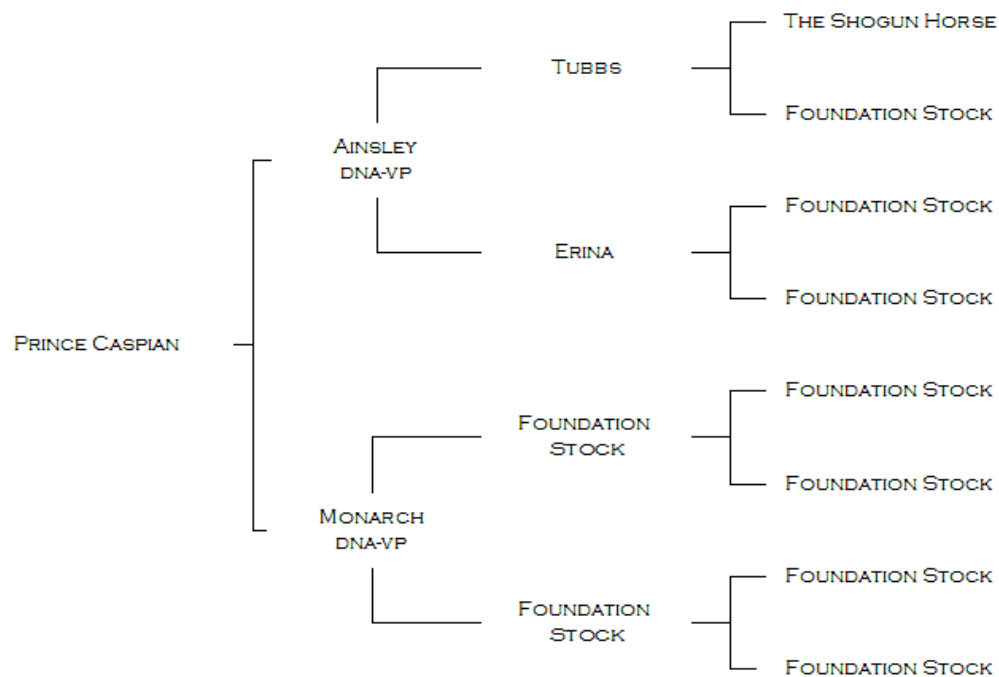 The Shogun Horse
Tubbs
Foundation Stock
Ainsley
DNA-VP
Foundation Stock
Erina
Foundation Stock
Prince Caspian
Foundation Stock
Foundation
Stock
Foundation Stock
Monarch
DNA-VP
Foundation Stock
Foundation
Stock
Foundation Stock